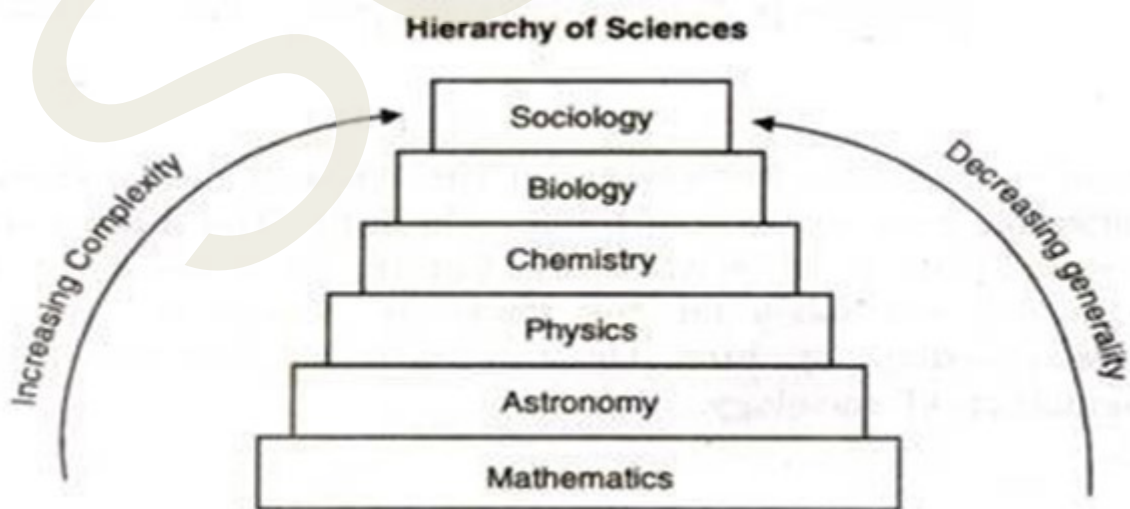 Hierarchy of Sciences
Sociology
Biology
Chemistry
Physics
Astronomy
Mathematics
Increasing Complexity
Decreasing generality